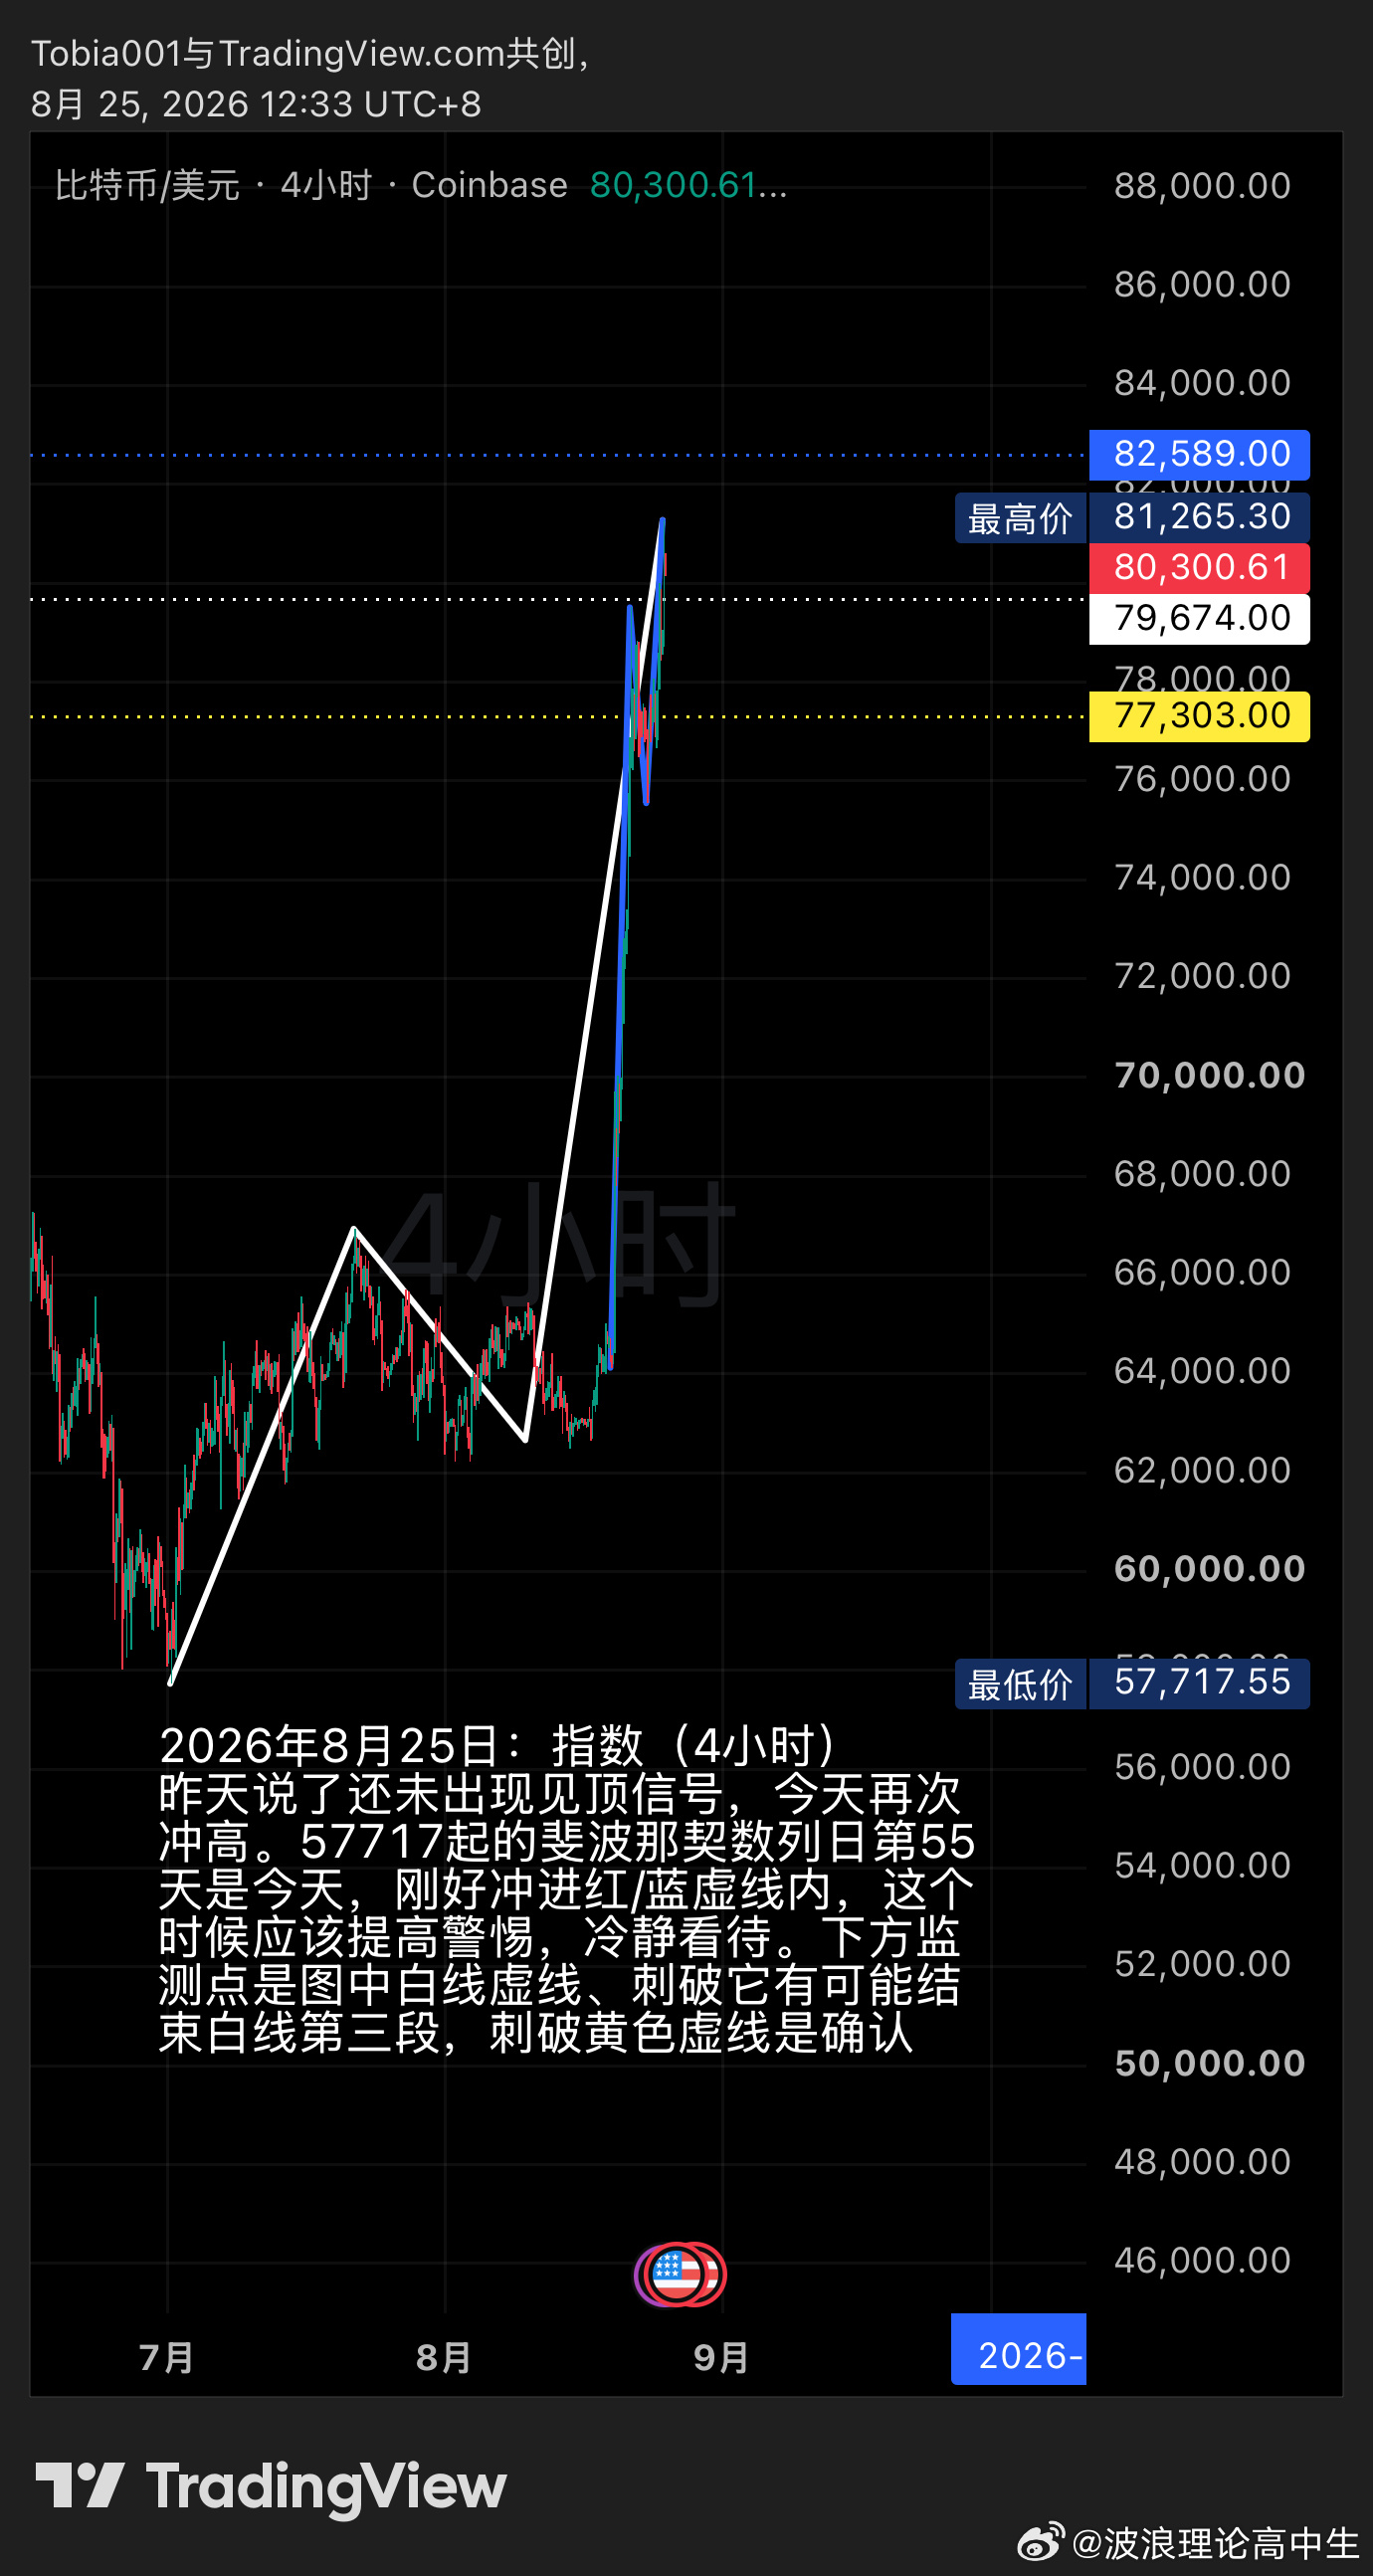 Tobia001与TradingView.com共创，
8月 25, 2026 12:33 UTC+8
比特币/美元 · 4小时 · Coinbase 80,300.61...
88,000.00
86,000.00
84,000.00
82,589.00
82,000.00
最高价 81,265.30
80,300.61
79,674.00
78,000.00
77,303.00
76,000.00
74,000.00
72,000.00
70,000.00
68,000.00
4小时
66,000.00
64,000.00
62,000.00
60,000.00
最低价 57,717.55
2026年8月25日：指数（4小时）
昨天说了还未出现见顶信号，今天再次
冲高。57717起的斐波那契数列日第55
天是今天，刚好冲进红/蓝虚线内，这个
时候应该提高警惕，冷静看待。下方监
测点是图中白线虚线、刺破它有可能结
束白线第三段，刺破黄色虚线是确认
56,000.00
54,000.00
52,000.00
50,000.00
48,000.00
46,000.00
7月 8月 9月 2026-
TradingView
@波浪理论高中生